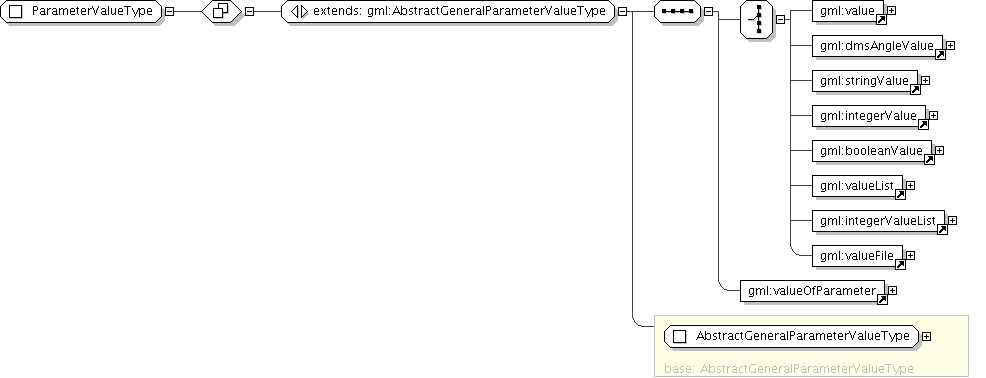 ParameterValueType
extends: gml:AbstractGeneralParameterValueType
gml:value
gml:dmsAngleValue
gml:stringValue
gml:integerValue
gml:booleanValue
gml:valueList
gml:integerValueList
gml:valueFile
gml:valueOfParameter
AbstractGeneralParameterValueType
base: AbstractGeneralParameterValueType